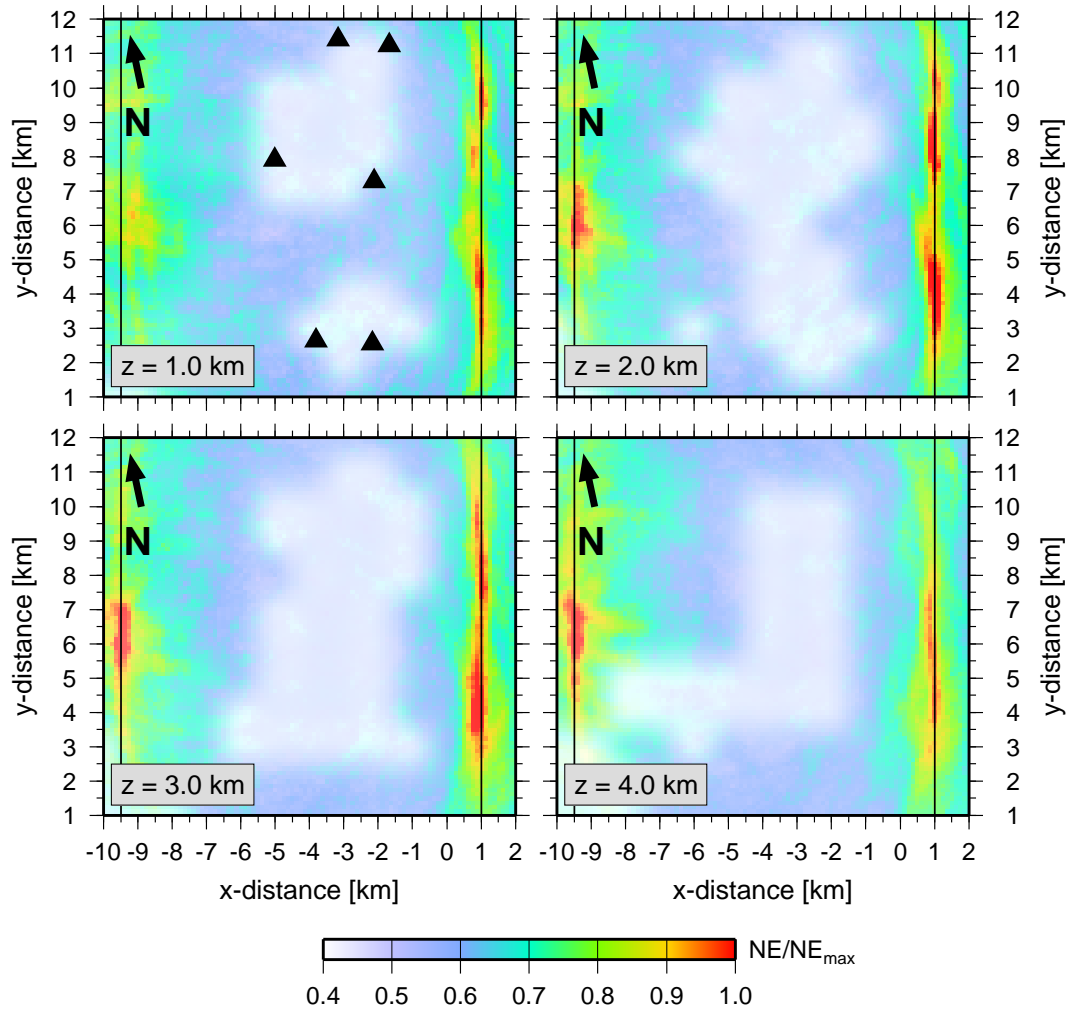 12
11
10
9
8
7
6
5
4
3
2
1
y-distance [km]
N
z = 1.0 km
12
11
10
9
8
7
6
5
4
3
2
1
y-distance [km]
N
z = 2.0 km
12
11
10
9
8
7
6
5
4
3
2
1
y-distance [km]
N
z = 3.0 km
-10 -9 -8 -7 -6 -5 -4 -3 -2 -1 0 1 2
x-distance [km]
12
11
10
9
8
7
6
5
4
3
2
1
y-distance [km]
N
z = 4.0 km
-10 -9 -8 -7 -6 -5 -4 -3 -2 -1 0 1 2
x-distance [km]
NE/NEmax
0.4 0.5 0.6 0.7 0.8 0.9 1.0